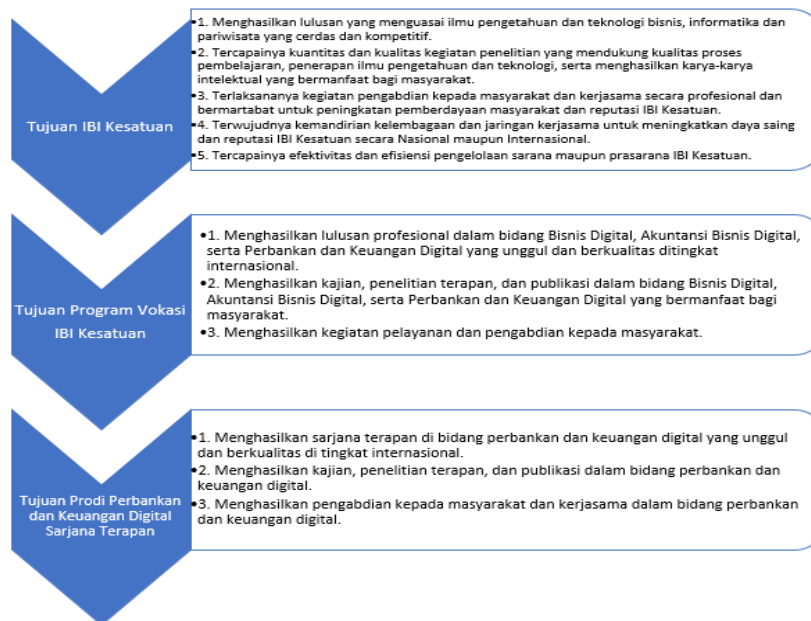 Tujuan IBI Kesatuan
•1. Menghasilkan lulusan yang menguasai ilmu pengetahuan dan teknologi bisnis, informatika dan
pariwisata yang cerdas dan kompetitif.
•2. Tercapainya kuantitas dan kualitas kegiatan penelitian yang mendukung kualitas proses
pembelajaran, penerapan ilmu pengetahuan dan teknologi, serta menghasilkan karya-karya
intelektual yang bermanfaat bagi masyarakat.
•3. Terlaksananya kegiatan pengabdian kepada masyarakat dan kerjasama secara profesional dan
bermartabat untuk peningkatan pemberdayaan masyarakat dan reputasi IBI Kesatuan.
•4. Terwujudnya kemandirian kelembagaan dan jaringan kerjasama untuk meningkatkan daya saing
dan reputasi IBI Kesatuan secara Nasional maupun Internasional.
•5. Tercapainya efektivitas dan efisiensi pengelolaan sarana maupun prasarana IBI Kesatuan.
Tujuan Program Vokasi
IBI Kesatuan
•1. Menghasilkan lulusan profesional dalam bidang Bisnis Digital, Akuntansi Bisnis Digital,
serta Perbankan dan Keuangan Digital yang unggul dan berkualitas ditingkat
internasional.
•2. Menghasilkan kajian, penelitian terapan, dan publikasi dalam bidang Bisnis Digital,
Akuntansi Bisnis Digital, serta Perbankan dan Keuangan Digital yang bermanfaat bagi
masyarakat.
•3. Menghasilkan kegiatan pelayanan dan pengabdian kepada masyarakat.
Tujuan Prodi Perbankan
dan Keuangan Digital
Sarjana Terapan
•1. Menghasilkan sarjana terapan di bidang perbankan dan keuangan digital yang unggul
dan berkualitas di tingkat internasional.
•2. Menghasilkan kajian, penelitian terapan, dan publikasi dalam bidang perbankan dan
keuangan digital.
•3. Menghasilkan pengabdian kepada masyarakat dan kerjasama dalam bidang perbankan
dan keuangan digital.